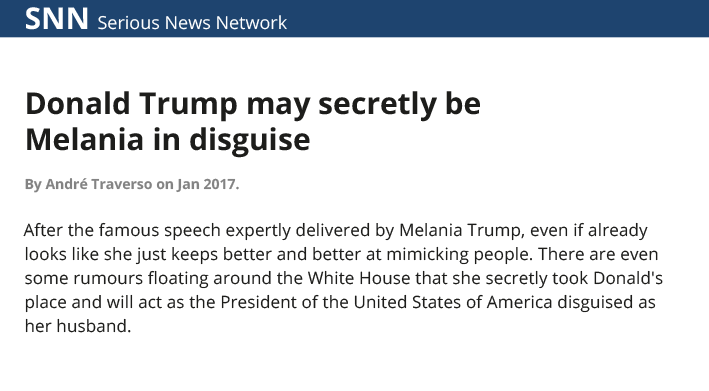 SNN Serious News Network
Donald Trump may secretly be
Melania in disguise
By André Traverso on Jan 2017.
After the famous speech expertly delivered by Melania Trump, even if already
looks like she just keeps better and better at mimicking people. There are even
some rumours floating around the White House that she secretly took Donald's
place and will act as the President of the United States of America disguised as
her husband.